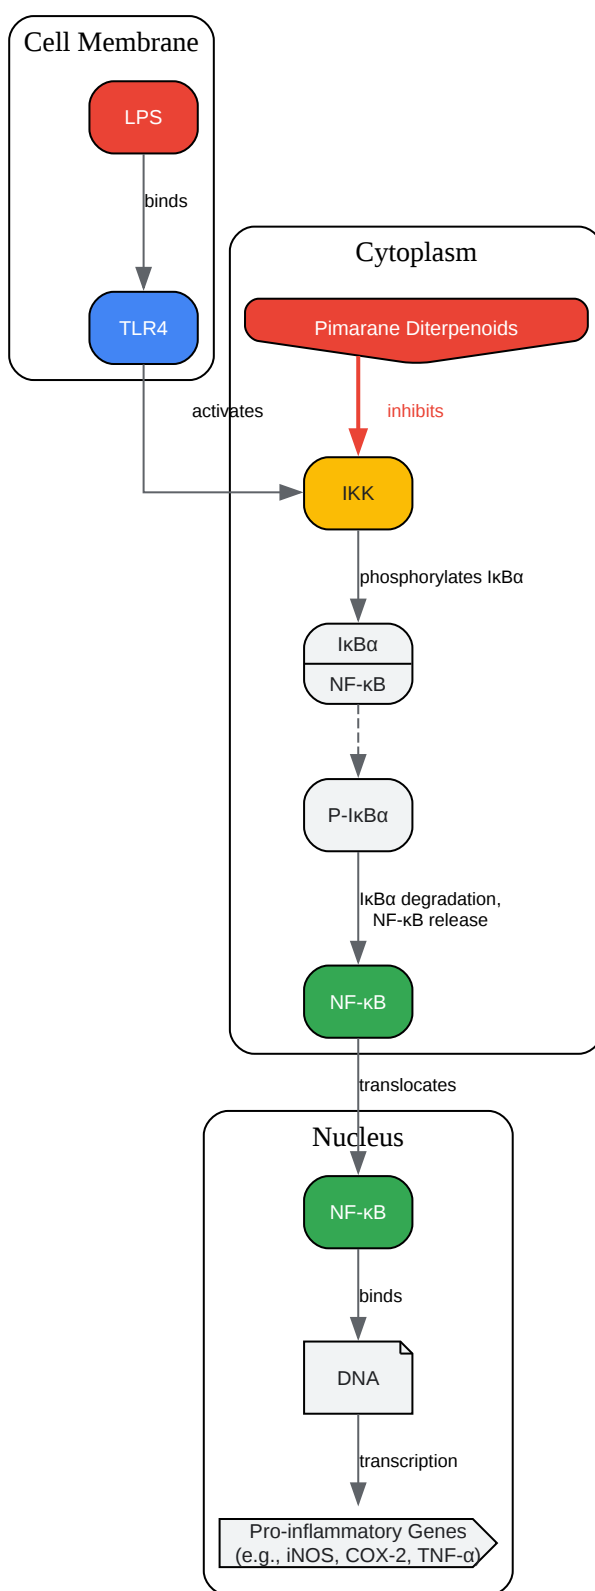 Cell Membrane
LPS
binds
TLR4
activates
Cytoplasm
Pimarane Diterpenoids
inhibits
IKK
phosphorylates IκBα
IκBα
NF-κB
P-IκBα
IκBα degradation,
NF-κB release
NF-κB
translocates
Nucleus
NF-κB
binds
DNA
transcription
Pro-inflammatory Genes
(e.g., iNOS, COX-2, TNF-α)